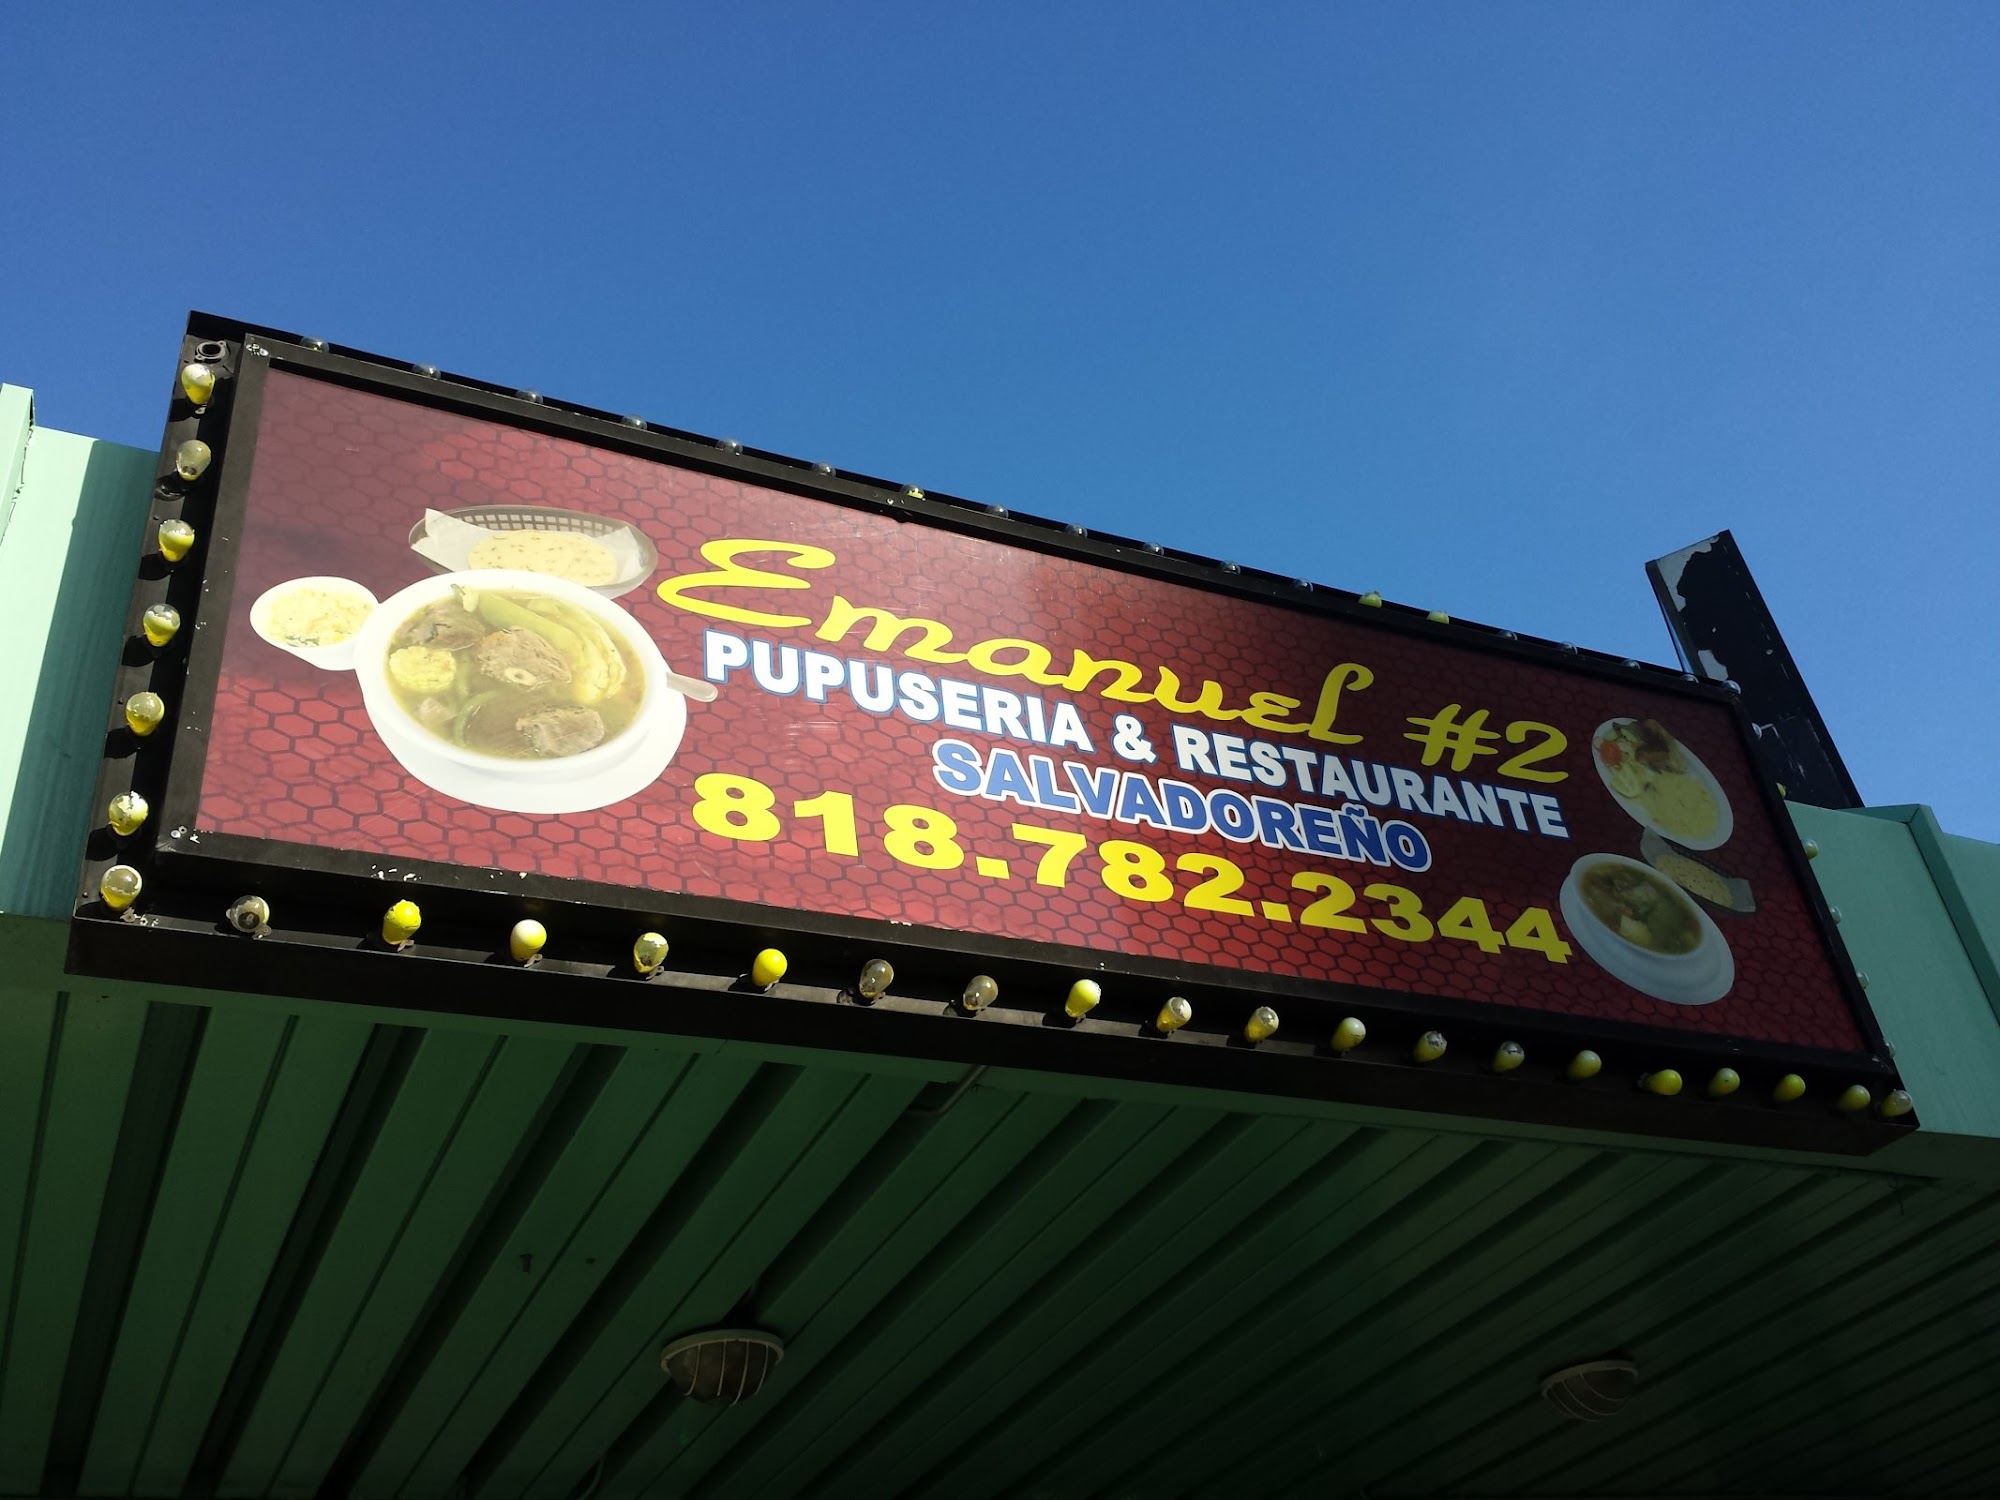 Emanuel #2
PUPUSERIA & RESTAURANTE
SALVADOREÑO
818.782.2344